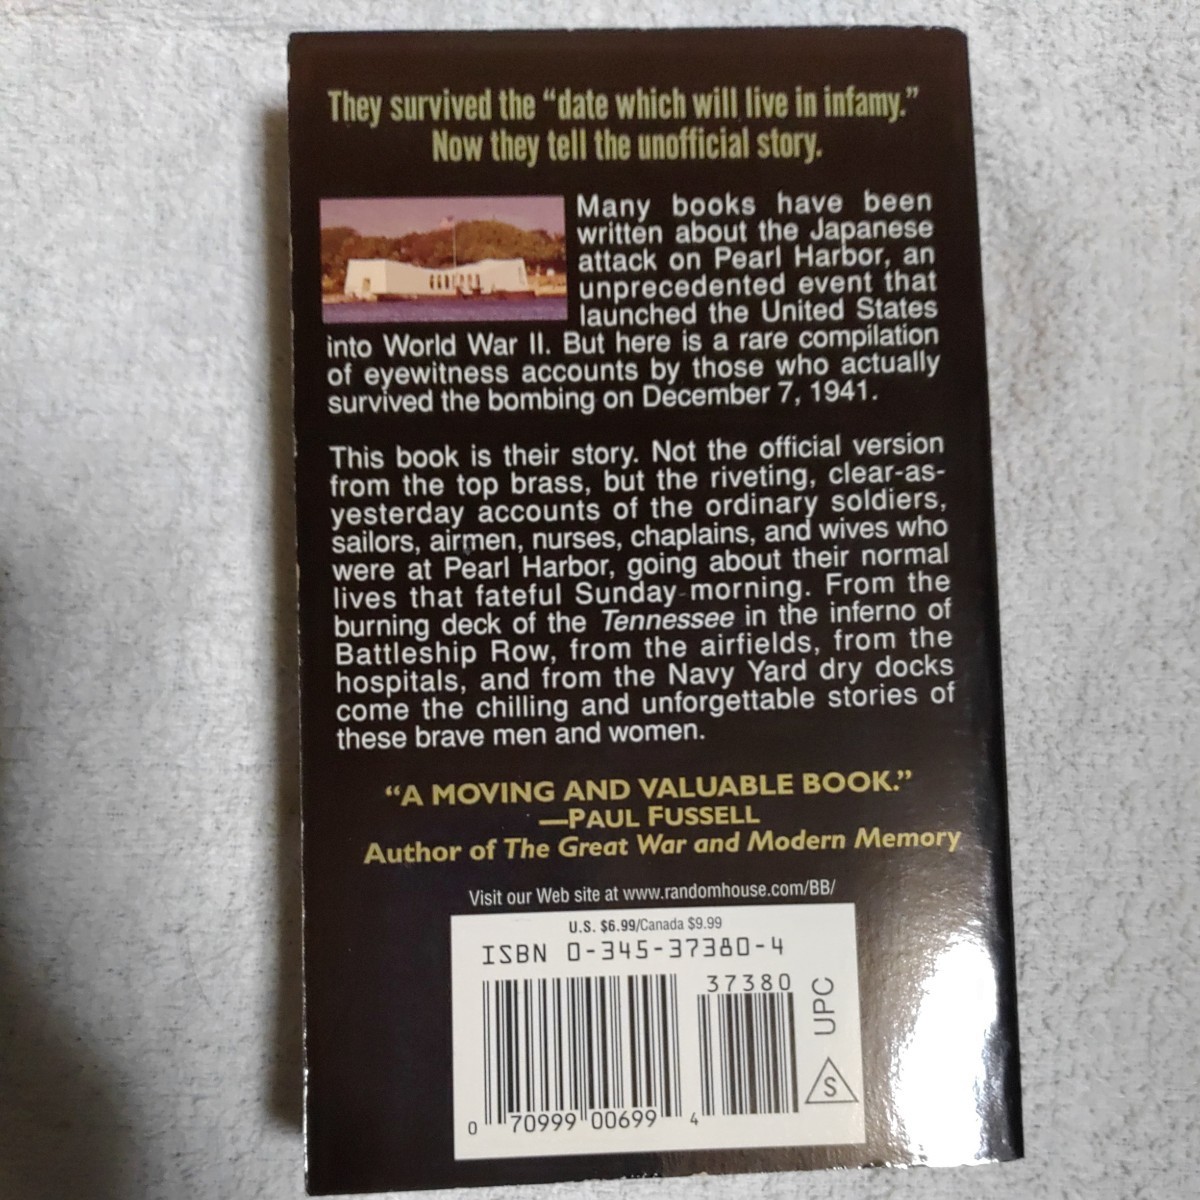 They survived the “date which will live in infamy.”
Now they tell the unofficial story.
Many books have been
written about the Japanese
attack on Pearl Harbor, an
unprecedented event that
launched the United States
into World War II. But here is a rare compilation
of eyewitness accounts by those who actually
survived the bombing on December 7, 1941.
This book is their story. Not the official version
from the top brass, but the riveting, clear-as-
yesterday accounts of the ordinary soldiers,
sailors, airmen, nurses, chaplains, and wives who
were at Pearl Harbor, going about their normal
lives that fateful Sunday morning. From the
burning deck of the Tennessee in the inferno of
Battleship Row, from the airfields, from the
hospitals, and from the Navy Yard dry docks
come the chilling and unforgettable stories of
these brave men and women.
“A MOVING AND VALUABLE BOOK.”
—PAUL FUSSELL
Author of The Great War and Modern Memory
Visit our Web site at www.randomhouse.com/BB/
U.S. $6.99/Canada $9.99
ISBN 0-345-37380-4
37380
UPC
S
0 70999 00699 4